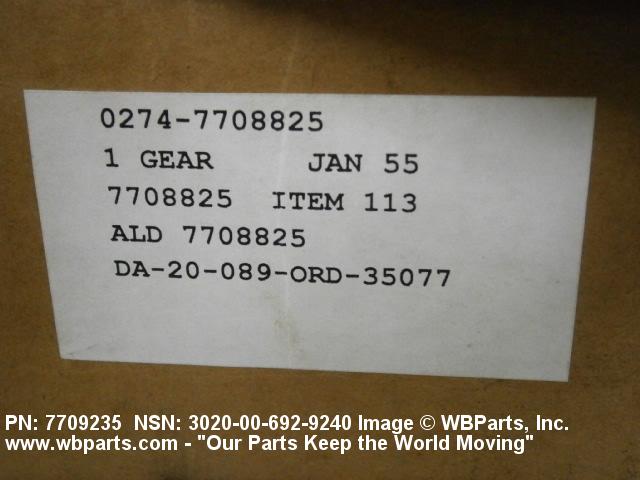 0274-7708825
1 GEAR JAN 55
7708825 ITEM 113
ALD 7708825
DA-20-089-ORD-35077
PN: 7709235 NSN: 3020-00-692-9240 Image © WBParts, Inc.
www.wbparts.com - "Our Parts Keep the World Moving"